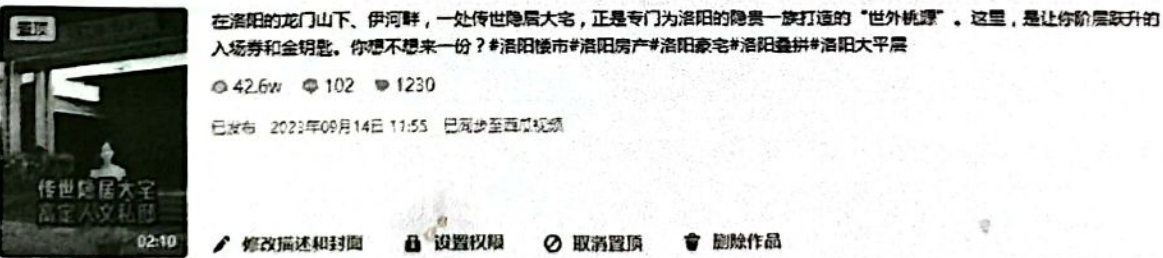 置顶
在洛阳的龙门山下、伊河畔，一处传世隐居大宅，正是专门为洛阳的隐贵一族打造的“世外桃源”。这里，是让你阶层跃升的
入场券和金钥匙。你想不想来一份？#洛阳楼市#洛阳房产#洛阳豪宅#洛阳叠拼#洛阳大平层
42.6w 102 1230
已发布 2023年09月14日 11:55 已同步至西瓜视频
传世隐居大宅
高定人文私邸
02:10
修改描述和封面 设置权限 取消置顶 删除作品